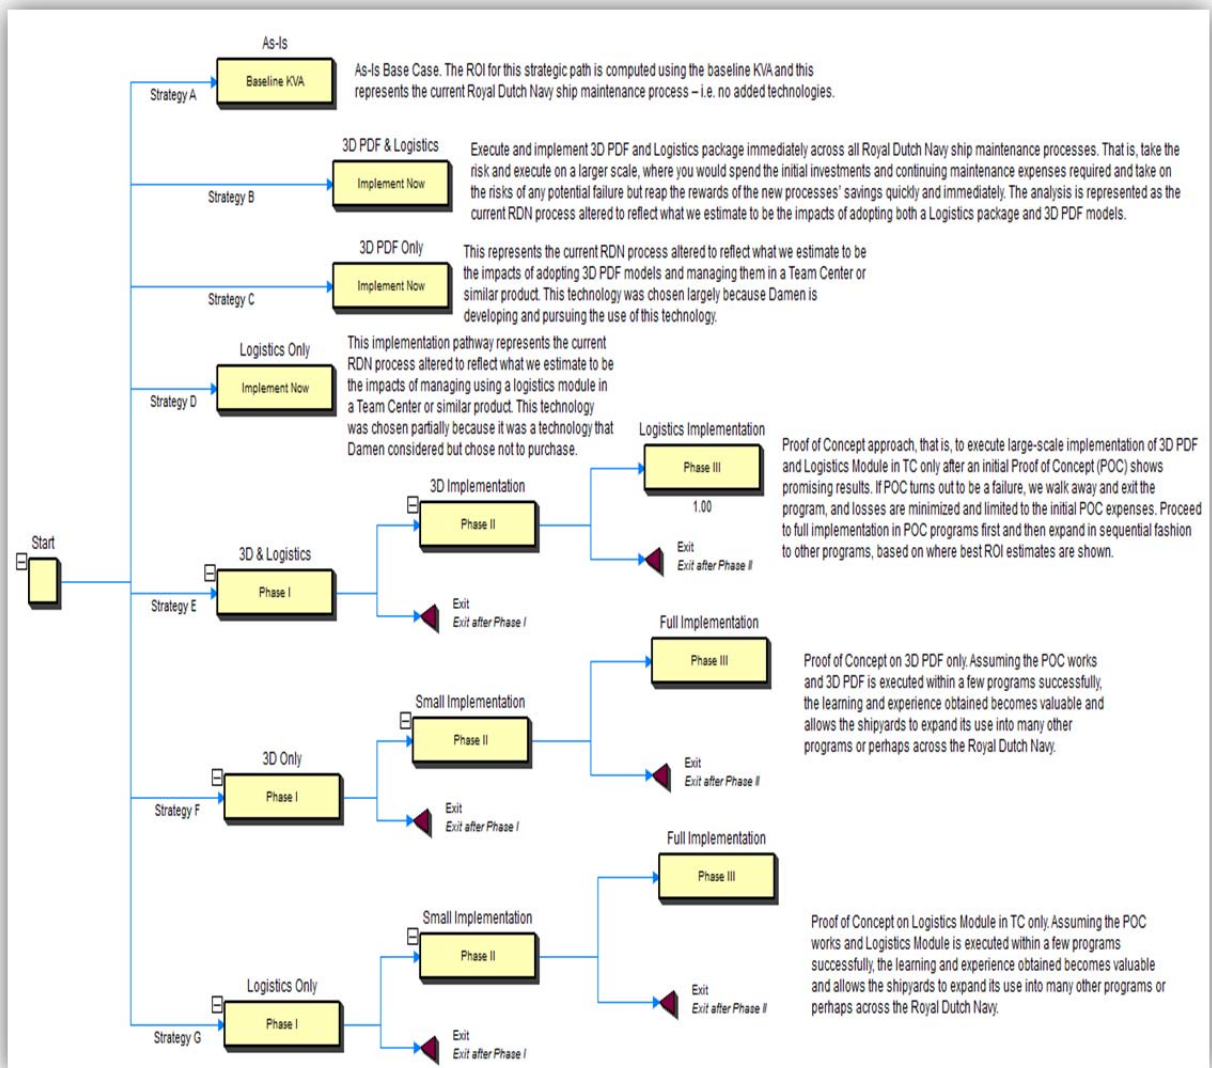 As-Is
Baseline KVA
Strategy A
As-Is Base Case. The ROI for this strategic path is computed using the baseline KVA and this
represents the current Royal Dutch Navy ship maintenance process – i.e. no added technologies.
3D PDF & Logistics
Implement Now
Strategy B
Execute and implement 3D PDF and Logistics package immediately across all Royal Dutch Navy ship maintenance processes. That is, take the
risk and execute on a larger scale, where you would spend the initial investments and continuing maintenance expenses required and take on
the risks of any potential failure but reap the rewards of the new processes' savings quickly and immediately. The analysis is represented as the
current RDN process altered to reflect what we estimate to be the impacts of adopting both a Logistics package and 3D PDF models.
3D PDF Only
Implement Now
Strategy C
This represents the current RDN process altered to reflect what we estimate to be
the impacts of adopting 3D PDF models and managing them in a Team Center or
similar product. This technology was chosen largely because Damen is
developing and pursuing the use of this technology.
Logistics Only
Implement Now
Strategy D
This implementation pathway represents the current
RDN process altered to reflect what we estimate to be
the impacts of managing using a logistics module in
a Team Center or similar product. This technology
was chosen partially because it was a technology that
Damen considered but chose not to purchase.
Start
3D & Logistics
Phase I
Strategy E
3D Implementation
Phase II
Exit
Exit after Phase I
Logistics Implementation
Phase III
1.00
Exit
Exit after Phase II
Proof of Concept approach, that is, to execute large-scale implementation of 3D PDF
and Logistics Module in TC only after an initial Proof of Concept (POC) shows
promising results. If POC turns out to be a failure, we walk away and exit the
program, and losses are minimized and limited to the initial POC expenses. Proceed
to full implementation in POC programs first and then expand in sequential fashion
to other programs, based on where best ROI estimates are shown.
3D Only
Phase I
Strategy F
Small Implementation
Phase II
Exit
Exit after Phase I
Full Implementation
Phase III
Exit
Exit after Phase II
Proof of Concept on 3D PDF only. Assuming the POC works
and 3D PDF is executed within a few programs successfully,
the learning and experience obtained becomes valuable and
allows the shipyards to expand its use into many other
programs or perhaps across the Royal Dutch Navy.
Logistics Only
Phase I
Strategy G
Small Implementation
Phase II
Exit
Exit after Phase I
Full Implementation
Phase III
Exit
Exit after Phase II
Proof of Concept on Logistics Module in TC only. Assuming the POC
works and Logistics Module is executed within a few programs
successfully, the learning and experience obtained becomes valuable
and allows the shipyards to expand its use into many other programs or
perhaps across the Royal Dutch Navy.